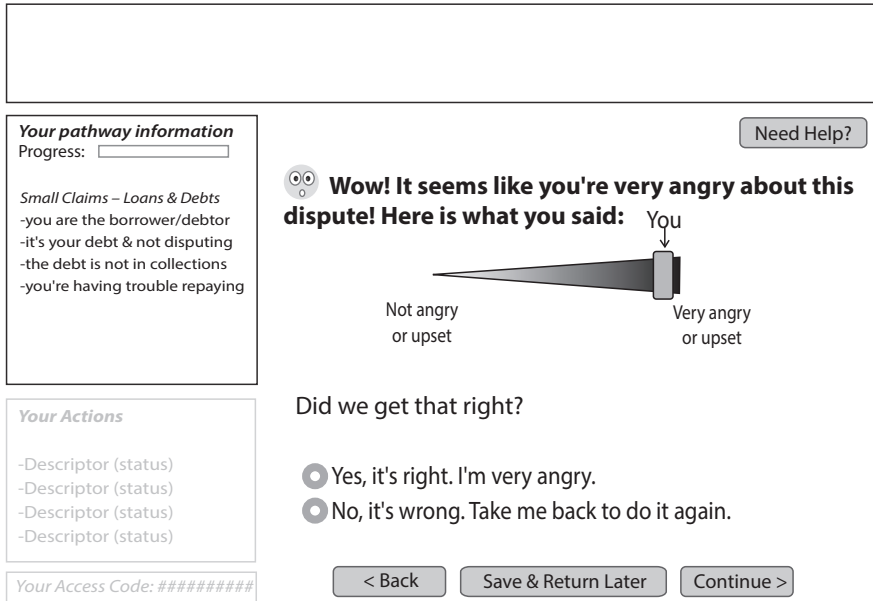 Your pathway information
Progress:
Small Claims – Loans & Debts
-you are the borrower/debtor
-it's your debt & not disputing
-the debt is not in collections
-you're having trouble repaying
Your Actions
-Descriptor (status)
-Descriptor (status)
-Descriptor (status)
-Descriptor (status)
Your Access Code: ##########
Need Help?
Wow! It seems like you're very angry about this
dispute! Here is what you said:
You
Not angry
or upset
Very angry
or upset
Did we get that right?
Yes, it's right. I'm very angry.
No, it's wrong. Take me back to do it again.
< Back
Save & Return Later
Continue >